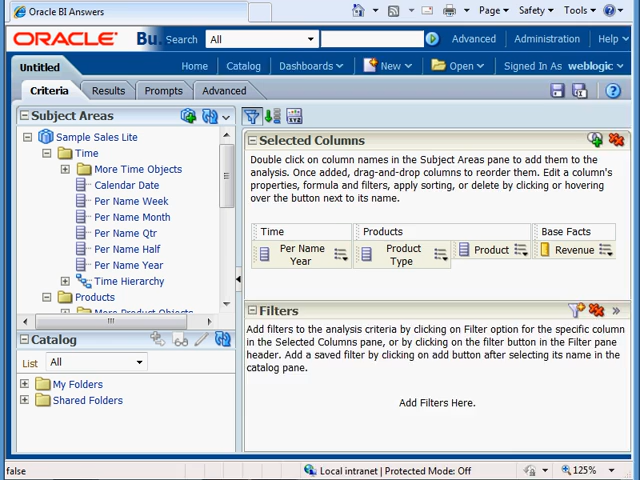 Oracle BI Answers
Page Safety Tools
ORACLE Bu. Search All Advanced Administration Help
Untitled Home Catalog Dashboards New Open Signed In As weblogic
Criteria Results Prompts Advanced
Subject Areas
Sample Sales Lite
Time
More Time Objects
Calendar Date
Per Name Week
Per Name Month
Per Name Qtr
Per Name Half
Per Name Year
Time Hierarchy
Products
More Product Objects
Catalog
List All
My Folders
Shared Folders
XYZ
Selected Columns
Double click on column names in the Subject Areas pane to add them to the
analysis. Once added, drag-and-drop columns to reorder them. Edit a column's
properties, formula and filters, apply sorting, or delete by clicking or hovering
over the button next to its name.
Time Products Base Facts
Per Name Year
Product Type
Product
Revenue
Filters
Add filters to the analysis criteria by clicking on Filter option for the specific column
in the Selected Columns pane, or by clicking on the filter button in the Filter pane
header. Add a saved filter by clicking on add button after selecting its name in the
catalog pane.
Add Filters Here.
false Local intranet | Protected Mode: Off 125%